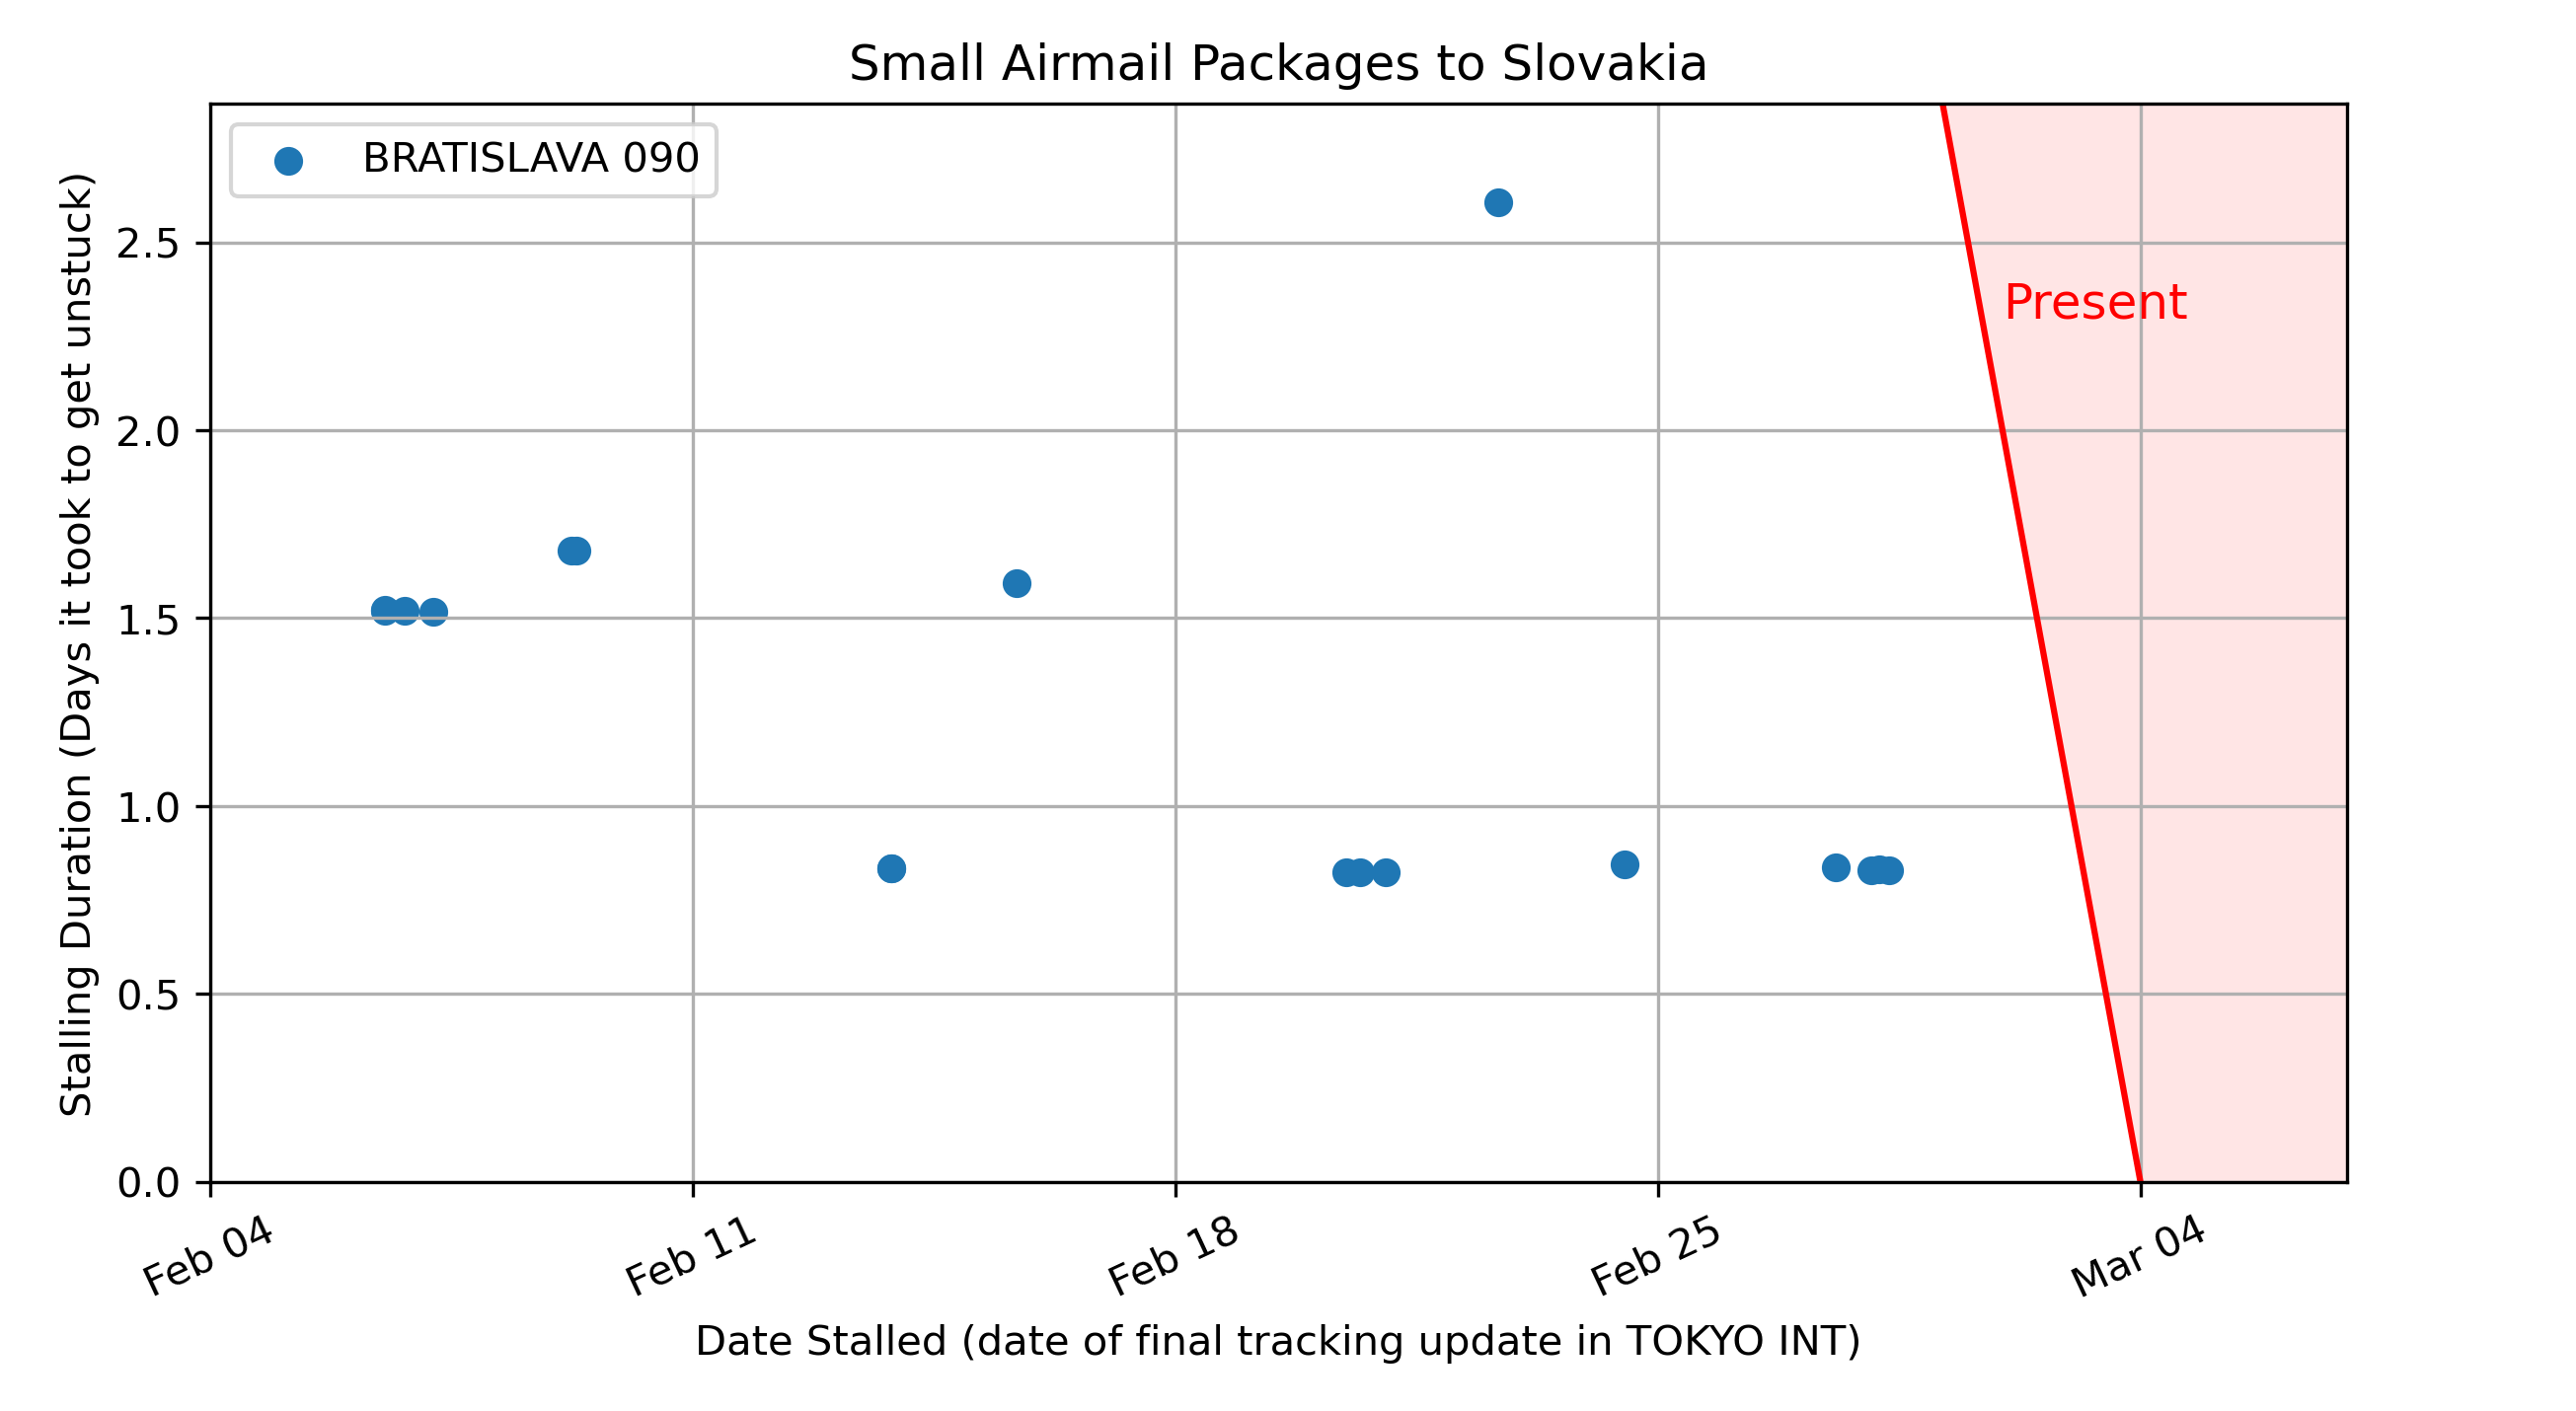 Small Airmail Packages to Slovakia
BRATISLAVA 090
Present
Stalling Duration (Days it took to get unstuck)
2.5
2.0
1.5
1.0
0.5
0.0
Feb 04
Feb 11
Feb 18
Feb 25
Mar 04
Date Stalled (date of final tracking update in TOKYO INT)